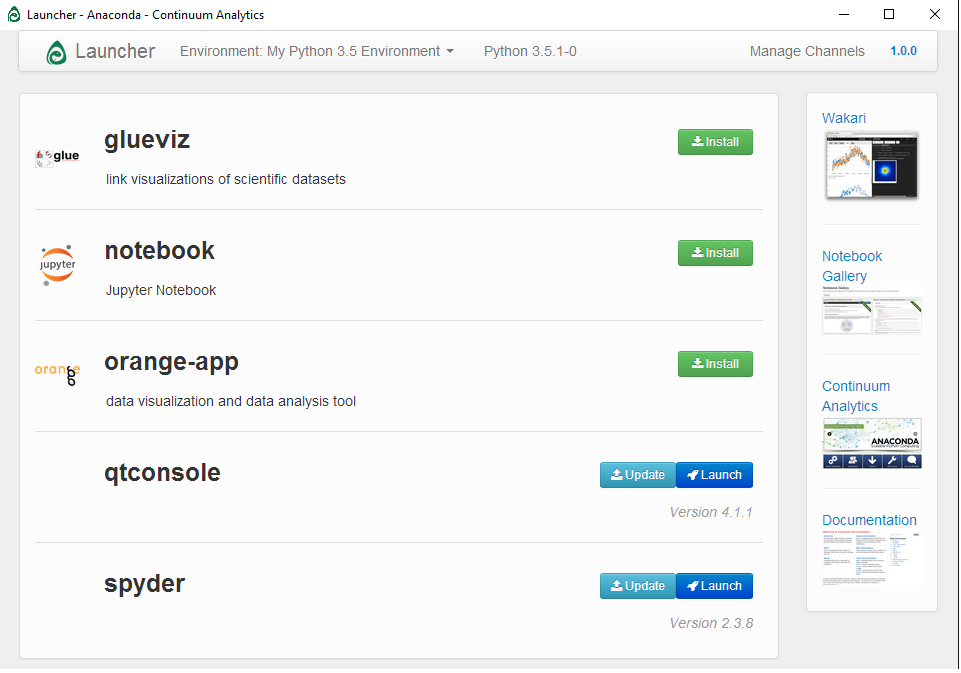 Launcher - Anaconda - Continuum Analytics
Launcher Environment: My Python 3.5 Environment Python 3.5.1-0 Manage Channels 1.0.0
glue
glueviz
Install
link visualizations of scientific datasets
jupyter
notebook
Install
Jupyter Notebook
orange
orange-app
Install
data visualization and data analysis tool
qtconsole
Update Launch
Version 4.1.1
spyder
Update Launch
Version 2.3.8
Wakari
Notebook
Gallery
Notebook Gallery
Continuum
Analytics
ANACONDA
Documentation